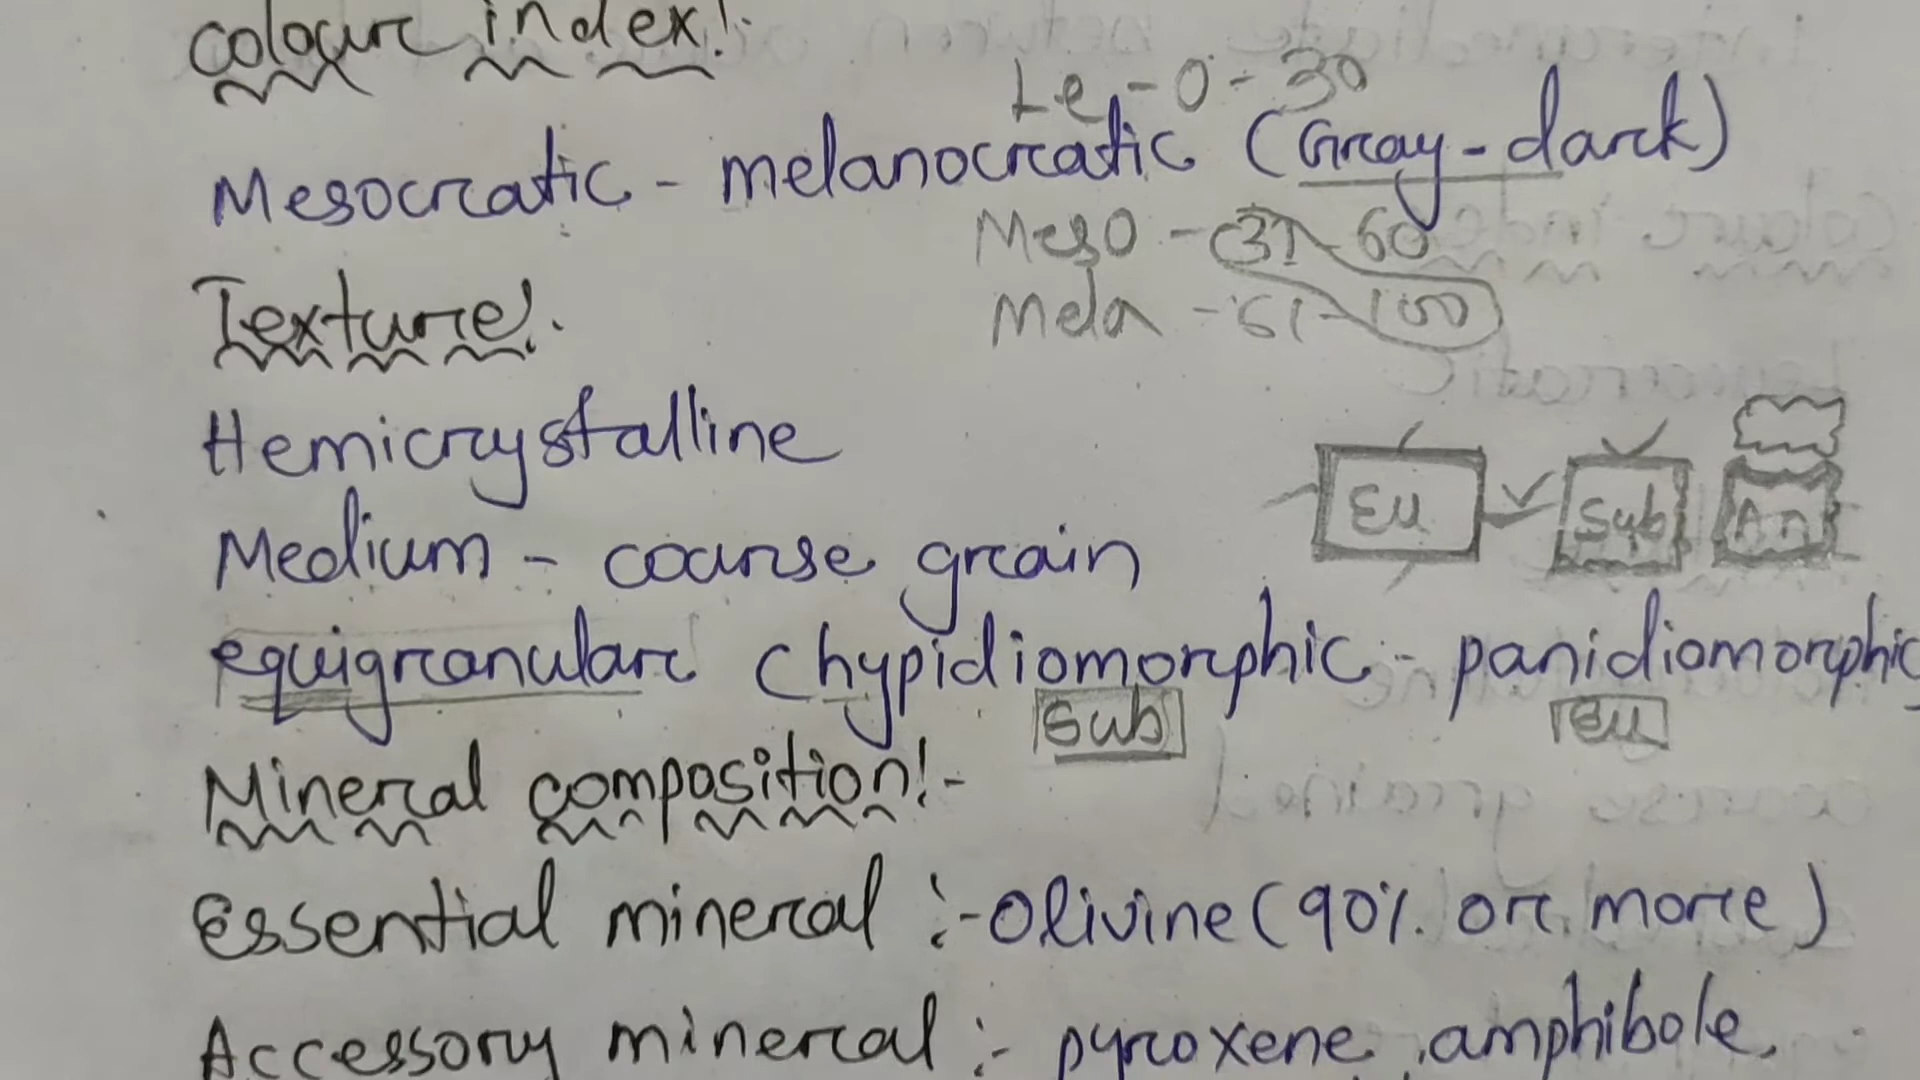 colour index:-
Le - 0 - 30
Mesocratic - melanocratic (Gray - dark)
Meso - 31 - 60
Mela - 61 - 100
Texture:-
Hemicrystalline
Eu Sub An
Medium - coarse grain
equigranular (hypidiomorphic - panidiomorphic
Sub Eu
Mineral composition:-
Essential mineral :- Olivine (90% or more)
Accessory mineral :- pyroxene, amphibole,